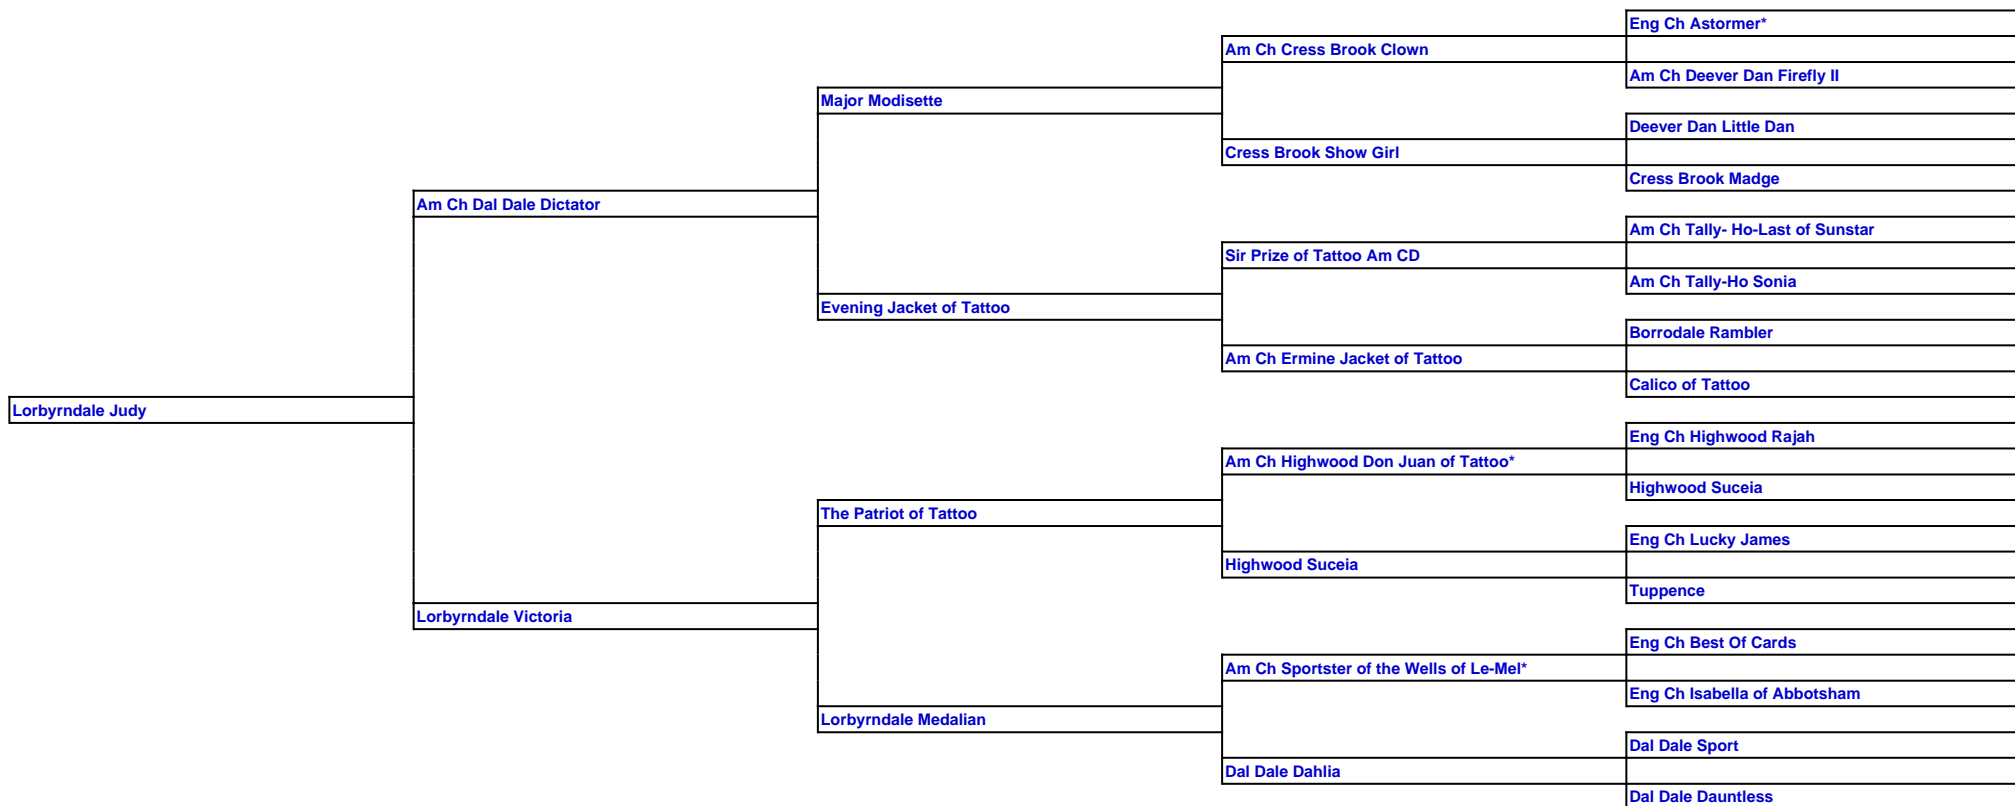 Eng Ch Astormer*
Am Ch Cress Brook Clown
Am Ch Deever Dan Firefly II
Major Modisette
Deever Dan Little Dan
Cress Brook Show Girl
Cress Brook Madge
Am Ch Dal Dale Dictator
Am Ch Tally- Ho-Last of Sunstar
Sir Prize of Tattoo Am CD
Am Ch Tally-Ho Sonia
Evening Jacket of Tattoo
Borrodale Rambler
Am Ch Ermine Jacket of Tattoo
Calico of Tattoo
Lorbyrndale Judy
Eng Ch Highwood Rajah
Am Ch Highwood Don Juan of Tattoo*
Highwood Suceia
The Patriot of Tattoo
Eng Ch Lucky James
Highwood Suceia
Tuppence
Lorbyrndale Victoria
Eng Ch Best Of Cards
Am Ch Sportster of the Wells of Le-Mel*
Eng Ch Isabella of Abbotsham
Lorbyrndale Medalian
Dal Dale Sport
Dal Dale Dahlia
Dal Dale Dauntless